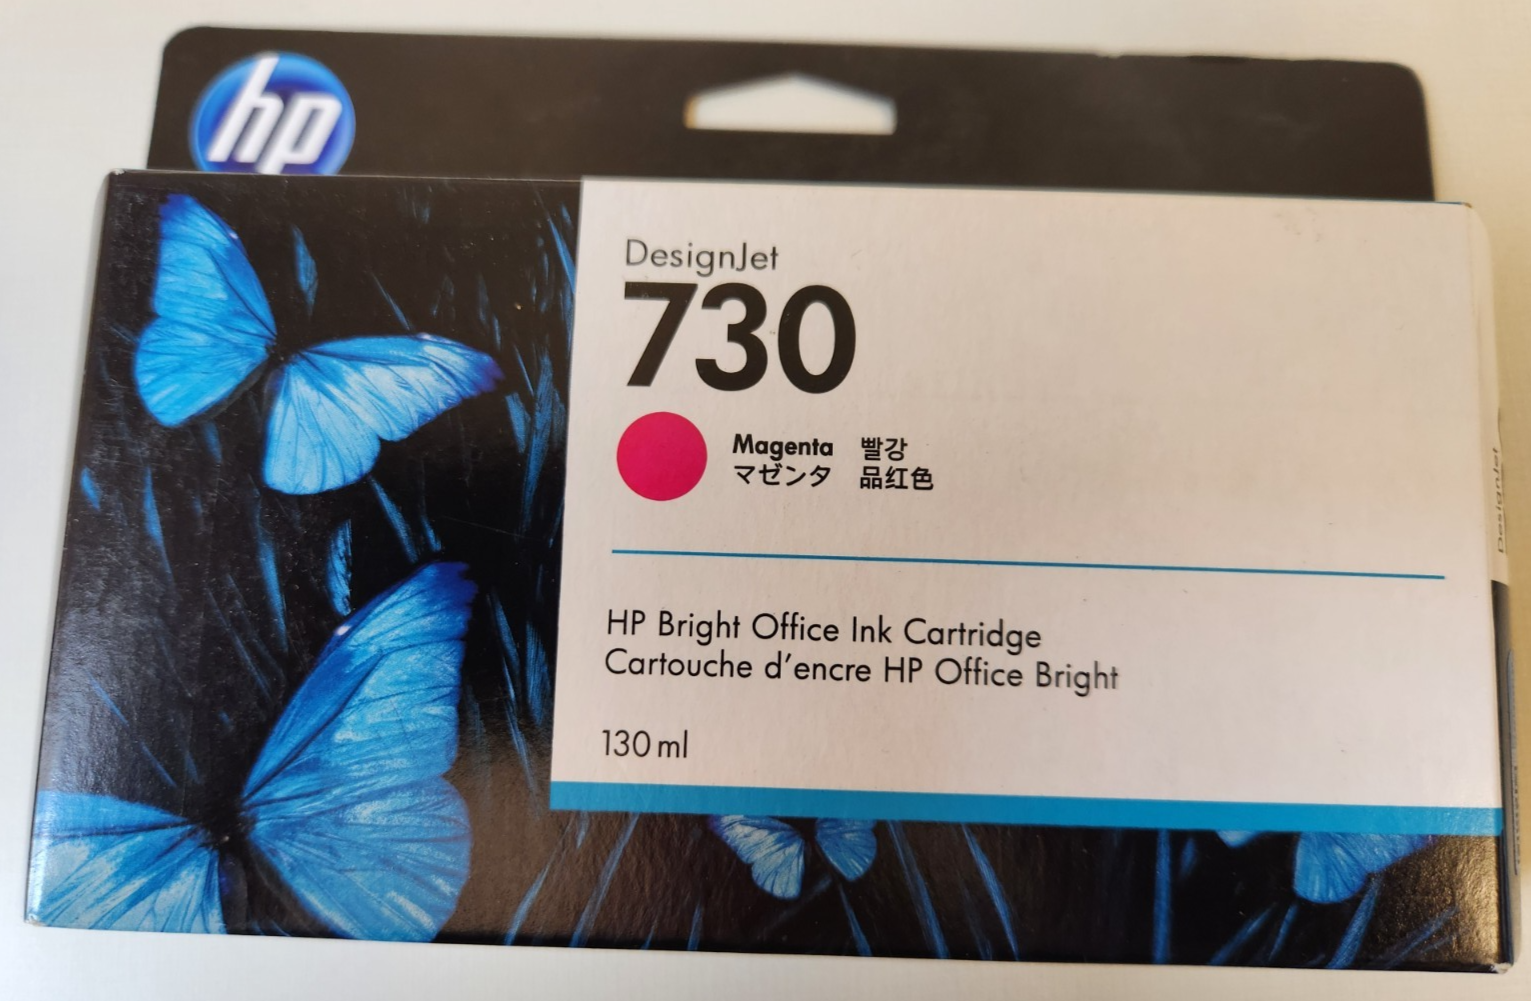 hp
DesignJet
730
Magenta 빨강
マゼンタ 品红色
HP Bright Office Ink Cartridge
Cartouche d'encre HP Office Bright
130 ml
DesignJet